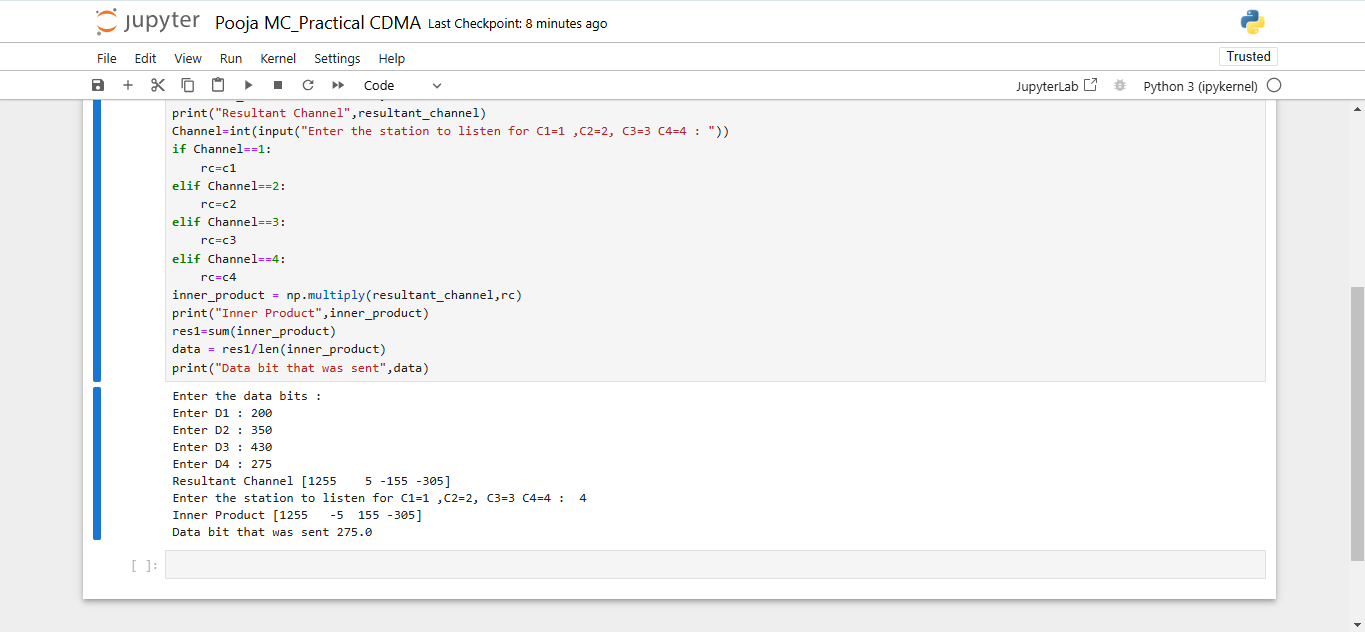 jupyter Pooja MC_Practical CDMA Last Checkpoint: 8 minutes ago
File Edit View Run Kernel Settings Help Trusted
Code JupyterLab Python 3 (ipykernel)
print("Resultant Channel",resultant_channel)
Channel=int(input("Enter the station to listen for C1=1 ,C2=2, C3=3 C4=4 : "))
if Channel==1:
    rc=c1
elif Channel==2:
    rc=c2
elif Channel==3:
    rc=c3
elif Channel==4:
    rc=c4
inner_product = np.multiply(resultant_channel,rc)
print("Inner Product",inner_product)
res1=sum(inner_product)
data = res1/len(inner_product)
print("Data bit that was sent",data)
Enter the data bits :
Enter D1 : 200
Enter D2 : 350
Enter D3 : 430
Enter D4 : 275
Resultant Channel [1255    5 -155 -305]
Enter the station to listen for C1=1 ,C2=2, C3=3 C4=4 :  4
Inner Product [1255   -5  155 -305]
Data bit that was sent 275.0
[ ]: